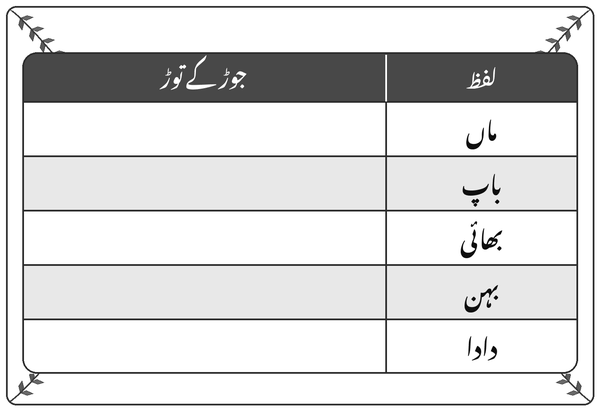 لفظ جوڑ کے توڑ
ماں
باپ
بھائی
بہن
دادا